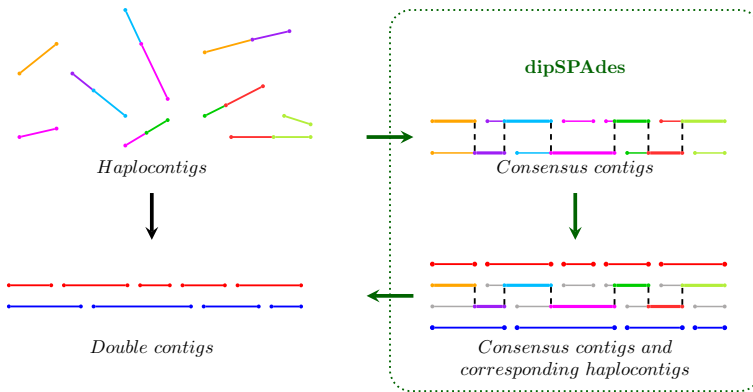 dipSPAdes
Haplocontigs
Consensus contigs
Double contigs
Consensus contigs and
corresponding haplocontigs